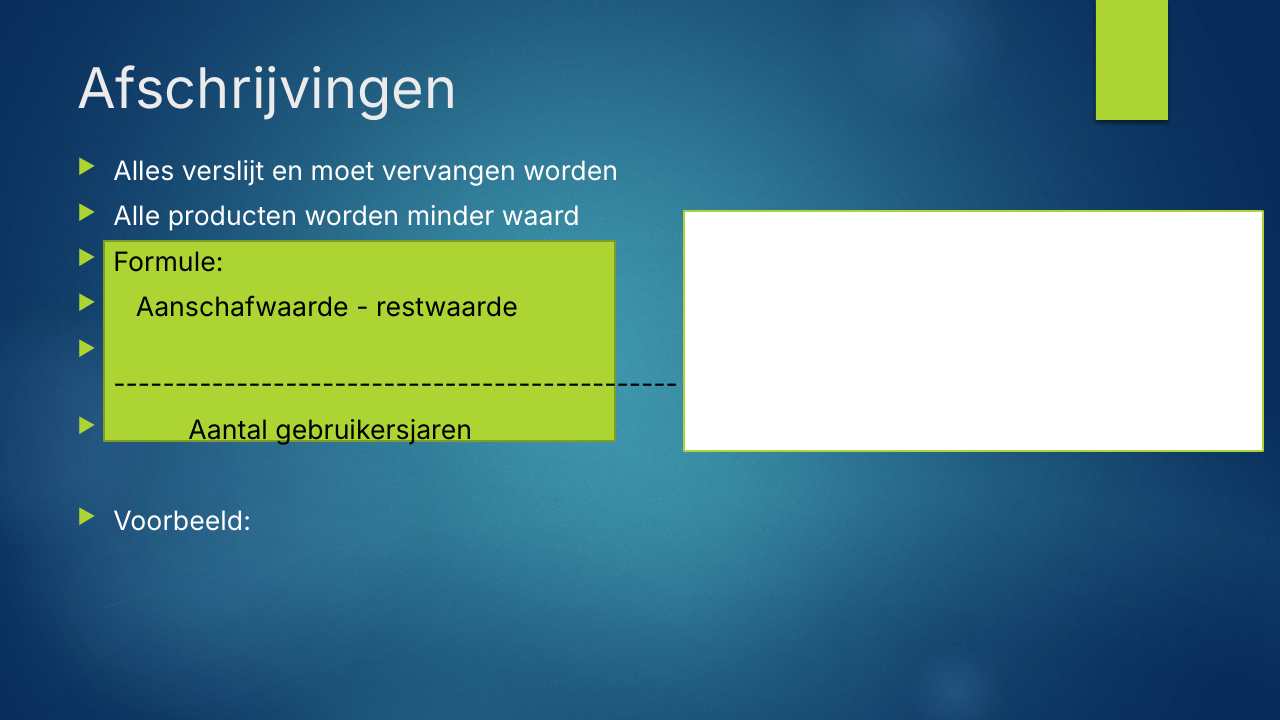 Afschrijvingen
Alles verslijt en moet vervangen worden
Alle producten worden minder waard
Formule:
Aanschafwaarde - restwaarde
----------------------------------------------
Aantal gebruikersjaren
Voorbeeld: